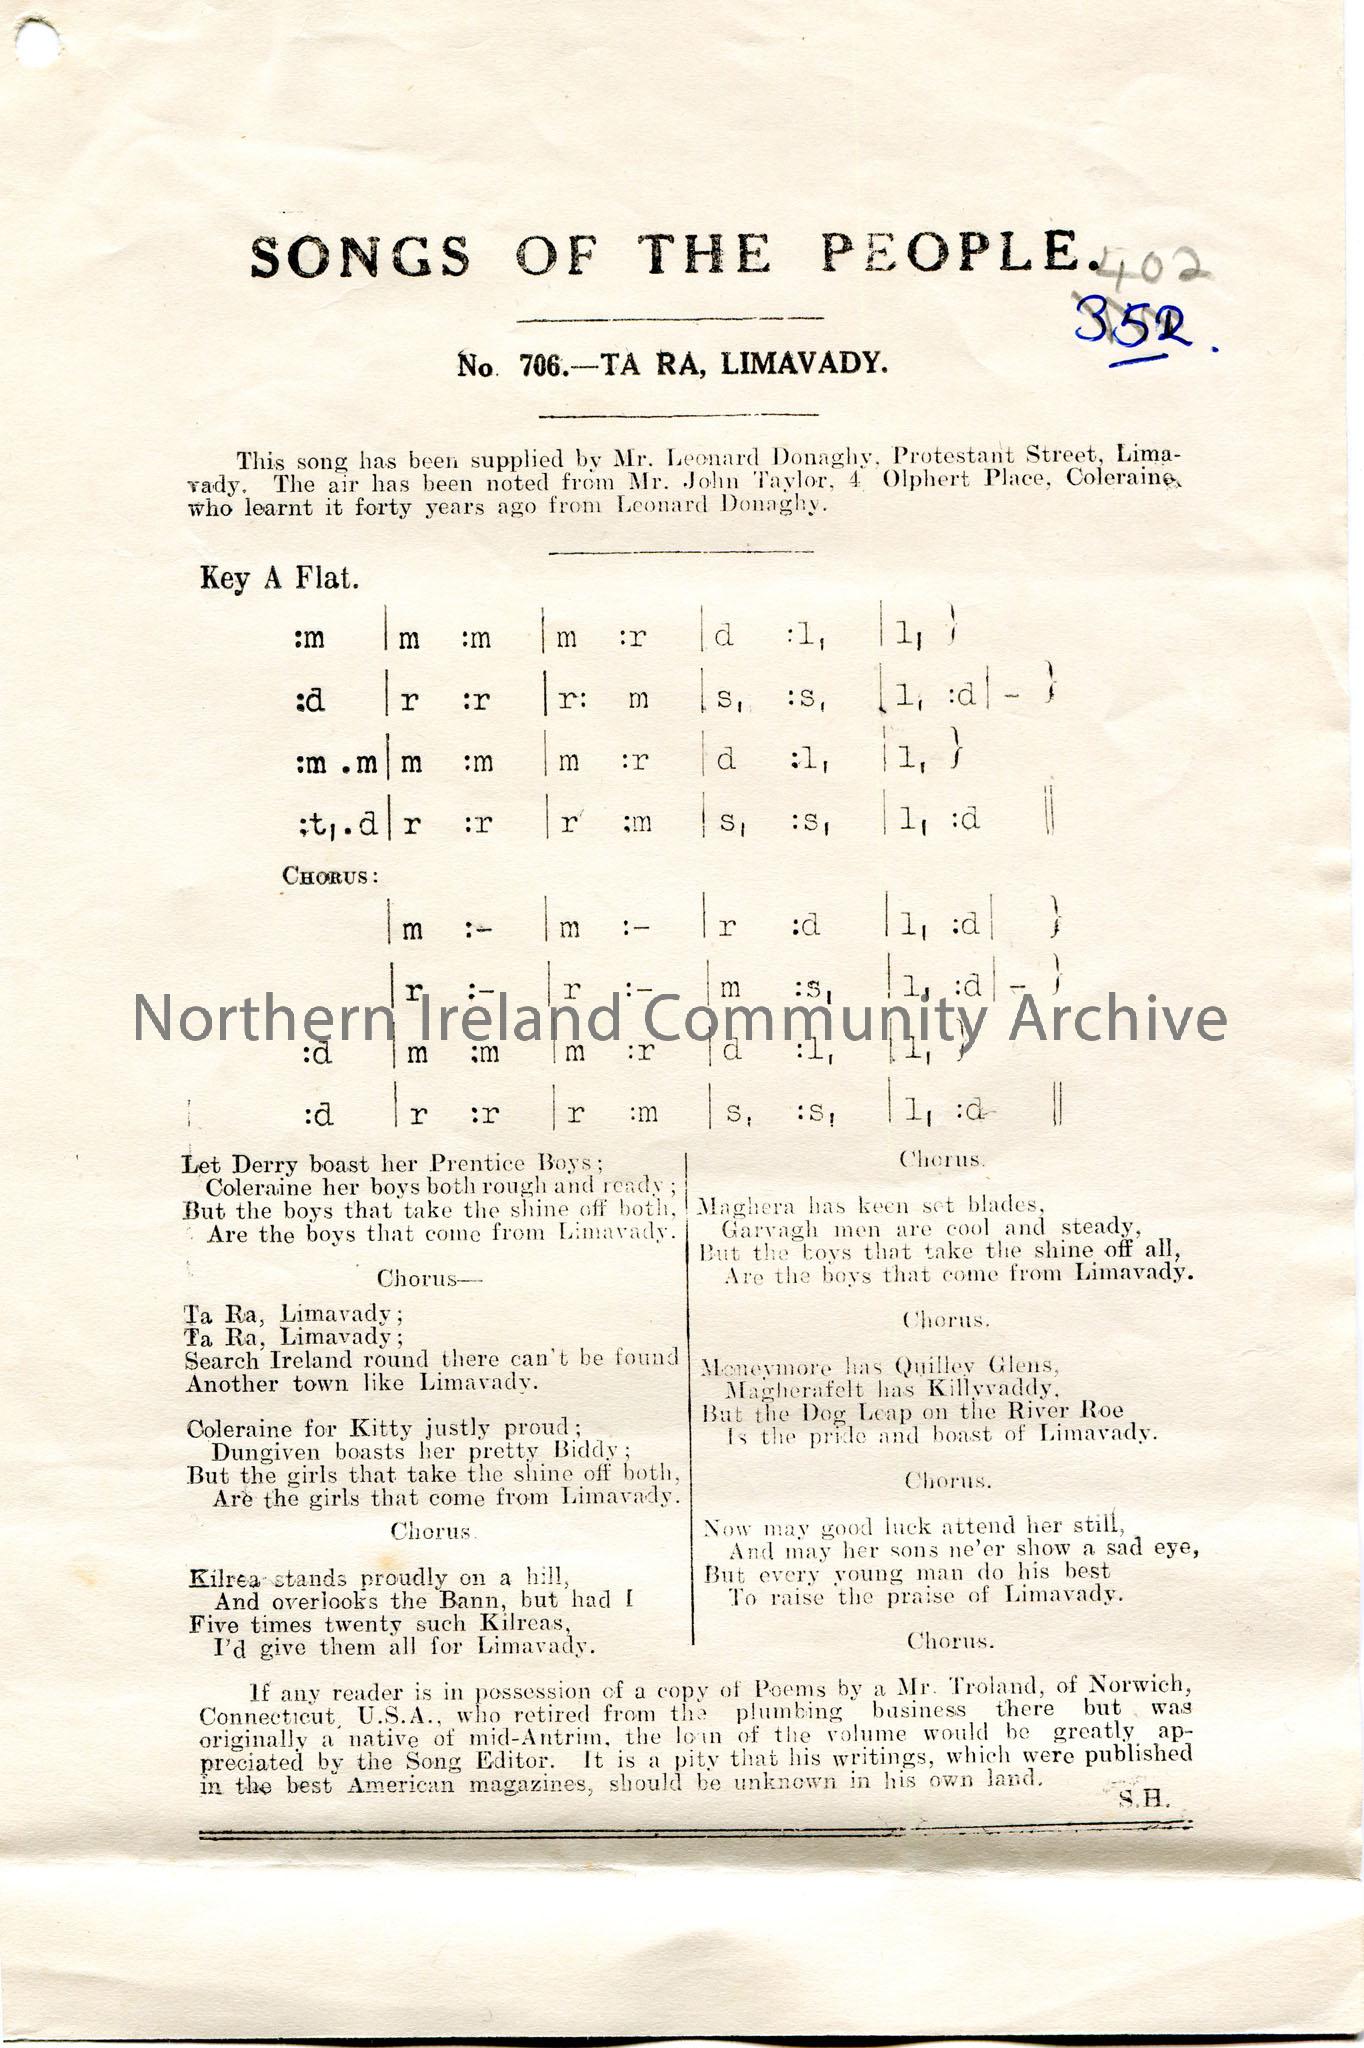 SONGS OF THE PEOPLE.
402
352.
No. 706.—TA RA, LIMAVADY.
This song has been supplied by Mr. Leonard Donaghy, Protestant Street, Lima-
vady. The air has been noted from Mr. John Taylor, 4 Olphert Place, Coleraine,
who learnt it forty years ago from Leonard Donaghy.
Key A Flat.
:m |m :m |m :r |d :l, |l, }
:d |r :r |r: m |s, :s, |l, :d|– }
:m .m|m :m |m :r |d :l, |l, }
:t,.d|r :r |r :m |s, :s, |l, :d ||
CHORUS:
|m :– |m :– |r :d |l, :d| }
|r :– |r :– |m :s, |l, :d|– }
Northern Ireland Community Archive
:d |m :m |m :r |d :l, |l, }
:d |r :r |r :m |s, :s, |l, :d ||
Let Derry boast her Prentice Boys;
Coleraine her boys both rough and ready;
But the boys that take the shine off both,
Are the boys that come from Limavady.
Chorus—
Ta Ra, Limavady;
Ta Ra, Limavady;
Search Ireland round there can't be found
Another town like Limavady.
Coleraine for Kitty justly proud;
Dungiven boasts her pretty Biddy;
But the girls that take the shine off both,
Are the girls that come from Limavady.
Chorus.
Kilrea stands proudly on a hill,
And overlooks the Bann, but had I
Five times twenty such Kilreas,
I'd give them all for Limavady.
Chorus.
Maghera has keen set blades,
Garvagh men are cool and steady,
But the boys that take the shine off all,
Are the boys that come from Limavady.
Chorus.
Moneymore has Quilley Glens,
Magherafelt has Killyvaddy,
But the Dog Leap on the River Roe
Is the pride and boast of Limavady.
Chorus.
Now may good luck attend her still,
And may her sons ne'er show a sad eye,
But every young man do his best
To raise the praise of Limavady.
Chorus.
If any reader is in possession of a copy of Poems by a Mr. Troland, of Norwich,
Connecticut, U.S.A., who retired from the plumbing business there but was
originally a native of mid-Antrim, the loan of the volume would be greatly ap-
preciated by the Song Editor. It is a pity that his writings, which were published
in the best American magazines, should be unknown in his own land.
S.H.